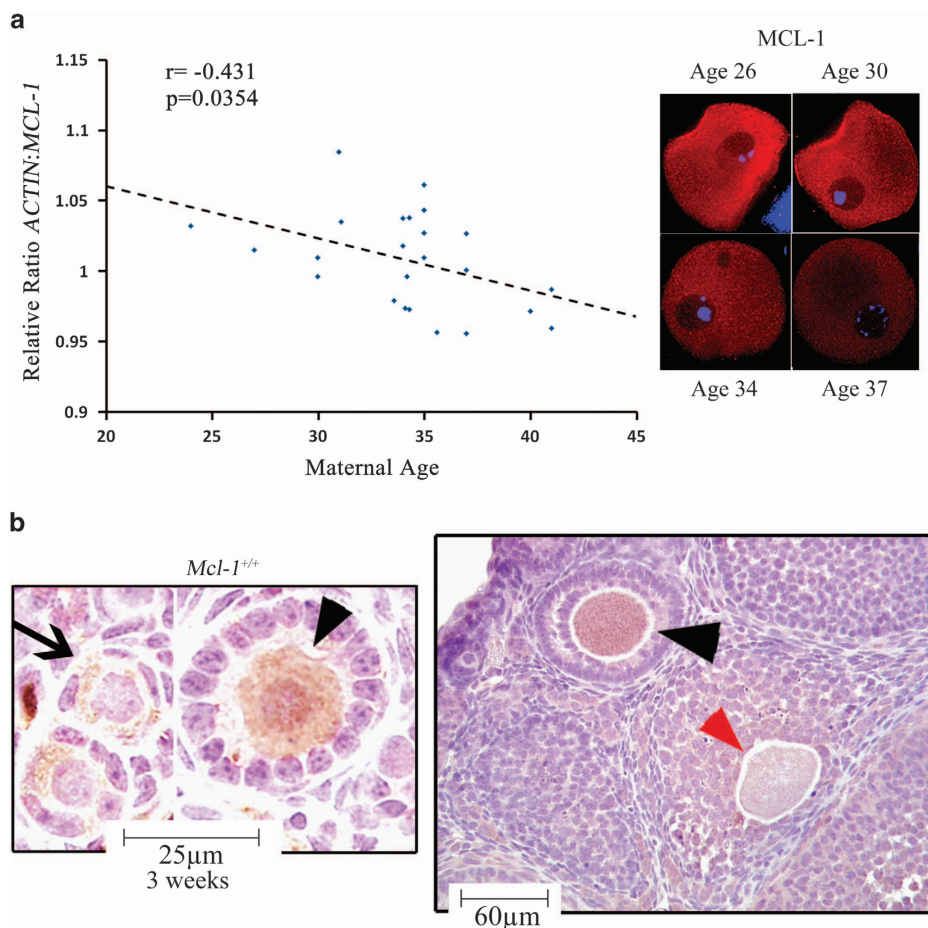 a
r= -0.431
p=0.0354
Relative Ratio ACTIN:MCL-1
1.15
1.1
1.05
1
0.95
0.9
20
25
30
35
40
45
Maternal Age
MCL-1
Age 26
Age 30
Age 34
Age 37
b
Mcl-1+/+
25µm
3 weeks
60µm